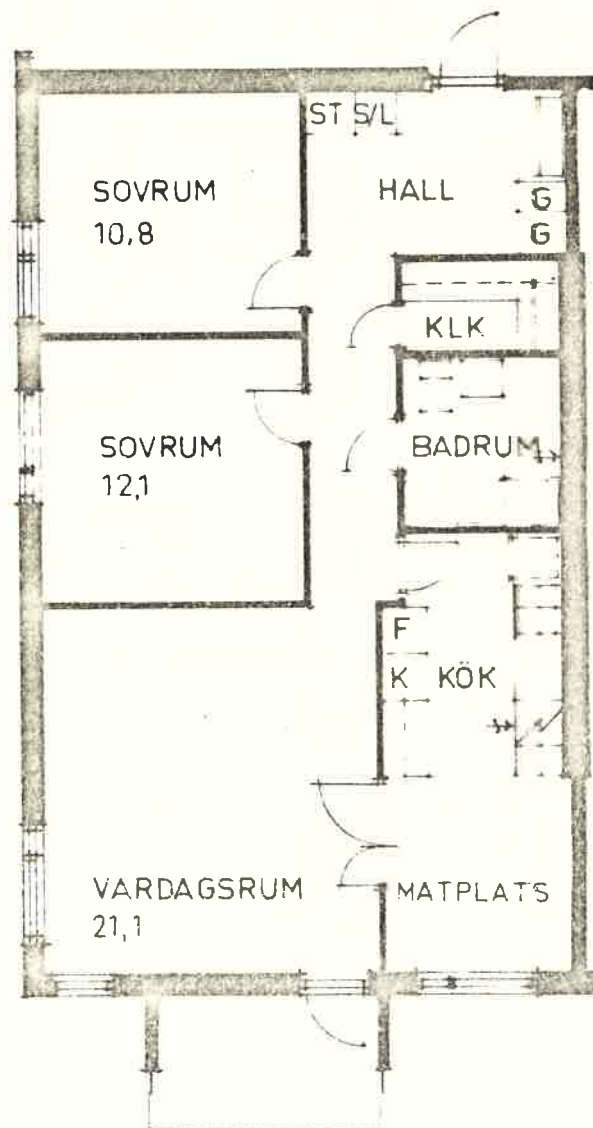 ST S/L
SOVRUM
10,8
HALL
G
G
KLK
SOVRUM
12,1
BADRUM
F
K KÖK
VARDAGSRUM
21,1
MATPLATS